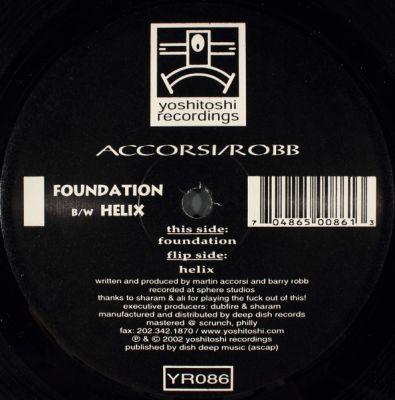 yoshitoshi
recordings
ACCORSI/ROBB
FOUNDATION
B/W HELIX
this side:
foundation
flip side:
helix
7 04865 00861 3
written and produced by martin accorsi and barry robb
recorded at sphere studios
thanks to sharam & ali for playing the fuck out of this!
executive producers: dubfire & sharam
manufactured and distributed by deep dish records
mastered @ scrunch, philly
fax: 202.342.1870 / www.yoshitoshi.com
℗ & © 2002 yoshitoshi recordings
published by dish deep music (ascap)
YR086